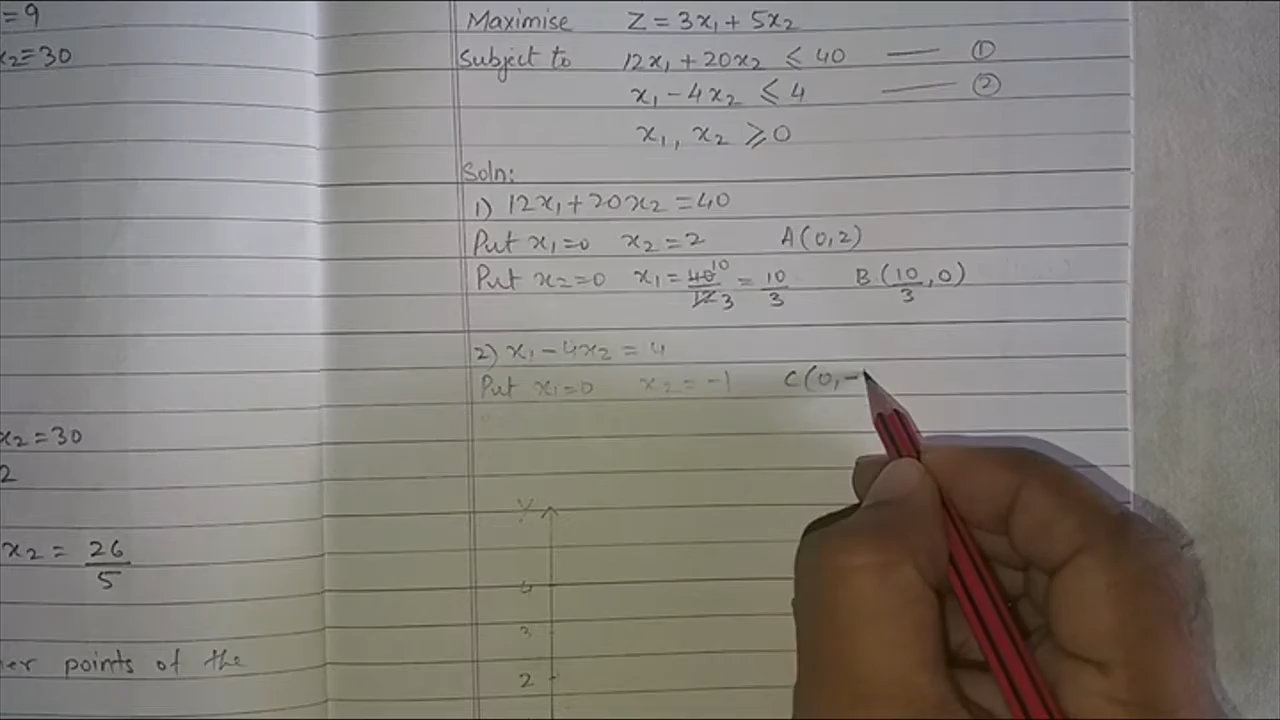 =9
x2=30
x2=30
2
x2 = 26/5
points of the
Maximise Z = 3x1 + 5x2
Subject to 12x1 + 20x2 ≤ 40 — ①
x1 - 4x2 ≤ 4 — ②
x1, x2 ≥ 0
Soln:
1) 12x1 + 20x2 = 40
Put x1=0 x2=2 A(0,2)
Put x2=0 x1 = 40 10/12 3 = 10/3 B(10/3,0)
2) x1 - 4x2 = 4
Put x1=0 x2 = -1 C(0,-
Y
4
3
2